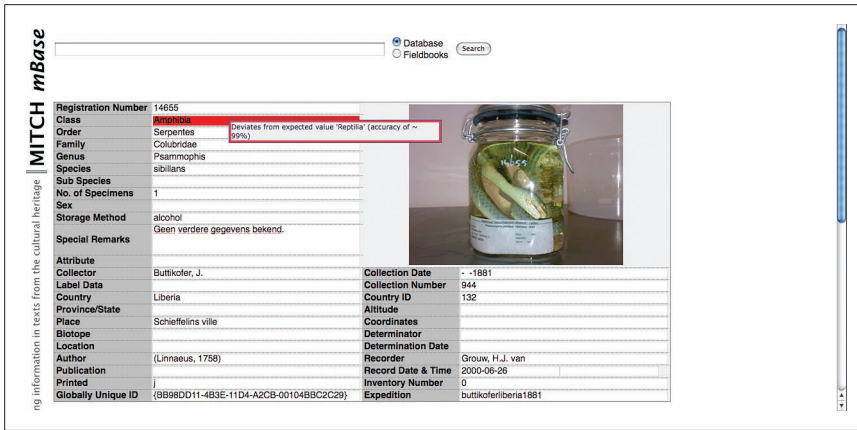 MITCH mBase
ng information in texts from the cultural heritage
Database
Fieldbooks
Search
Registration Number 14655
Class Amphibia
Deviates from expected value 'Reptilia' (accuracy of ~
99%)
Order Serpentes
Family Colubridae
Genus Psammophis
Species sibilans
Sub Species
No. of Specimens 1
Sex
Storage Method alcohol
Special Remarks Geen verdere gegevens bekend.
Attribute
14655
Collector Buttikofer, J. Collection Date - -1881
Label Data Collection Number 944
Country Liberia Country ID 132
Province/State Altitude
Place Schieffelins ville Coordinates
Biotope Determinator
Location Determination Date
Author (Linnaeus, 1758) Recorder Grouw, H.J. van
Publication Record Date & Time 2000-06-26
Printed j Inventory Number 0
Globally Unique ID {BB98DD11-4B3E-11D4-A2CB-00104BBC2C29} Expedition buttikoferliberia1881